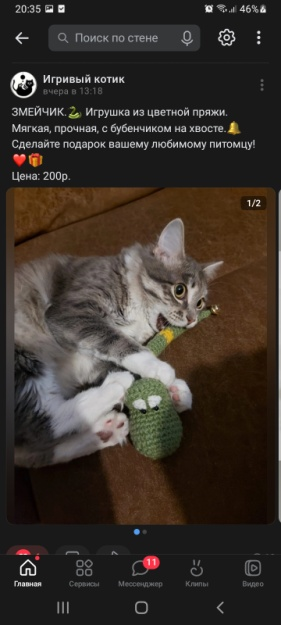 20:35
46%
Поиск по стене
Игривый котик
вчера в 13:18
ЗМЕЙЧИК.🐍 Игрушка из цветной пряжи.
Мягкая, прочная, с бубенчиком на хвосте.🔔
Сделайте подарок вашему любимому питомцу!
❤️🎁
Цена: 200р.
1/2
11
Главная
Сервисы
Мессенджер
Клипы
Видео